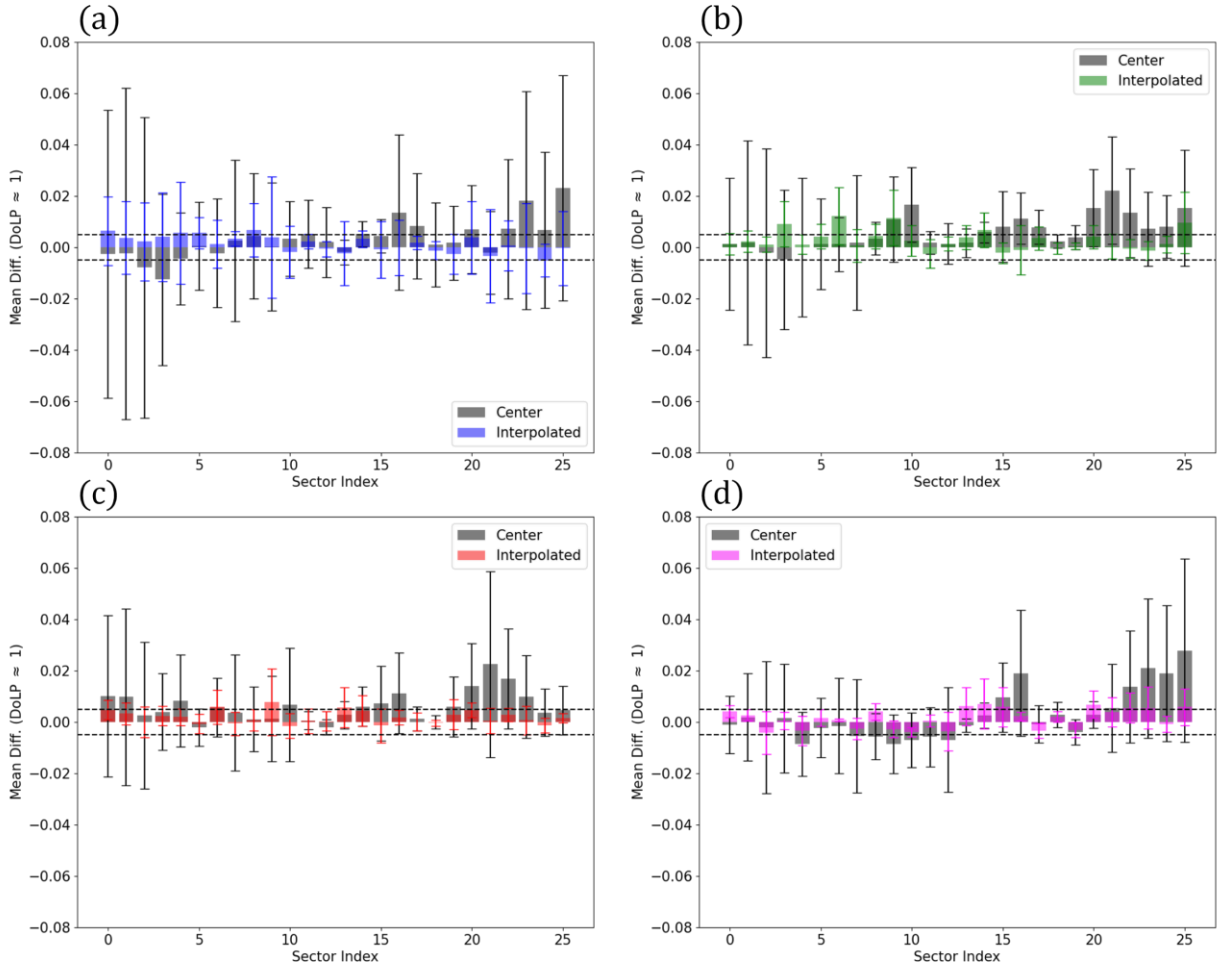 (a)
0.08
0.06
0.04
0.02
0.00
−0.02
−0.04
−0.06
−0.08
Mean Diff. (DoLP ≈ 1)
Center
Interpolated
0 5 10 15 20 25
Sector Index
(b)
0.08
0.06
0.04
0.02
0.00
−0.02
−0.04
−0.06
−0.08
Mean Diff. (DoLP ≈ 1)
Center
Interpolated
0 5 10 15 20 25
Sector Index
(c)
0.08
0.06
0.04
0.02
0.00
−0.02
−0.04
−0.06
−0.08
Mean Diff. (DoLP ≈ 1)
Center
Interpolated
0 5 10 15 20 25
Sector Index
(d)
0.08
0.06
0.04
0.02
0.00
−0.02
−0.04
−0.06
−0.08
Mean Diff. (DoLP ≈ 1)
Center
Interpolated
0 5 10 15 20 25
Sector Index